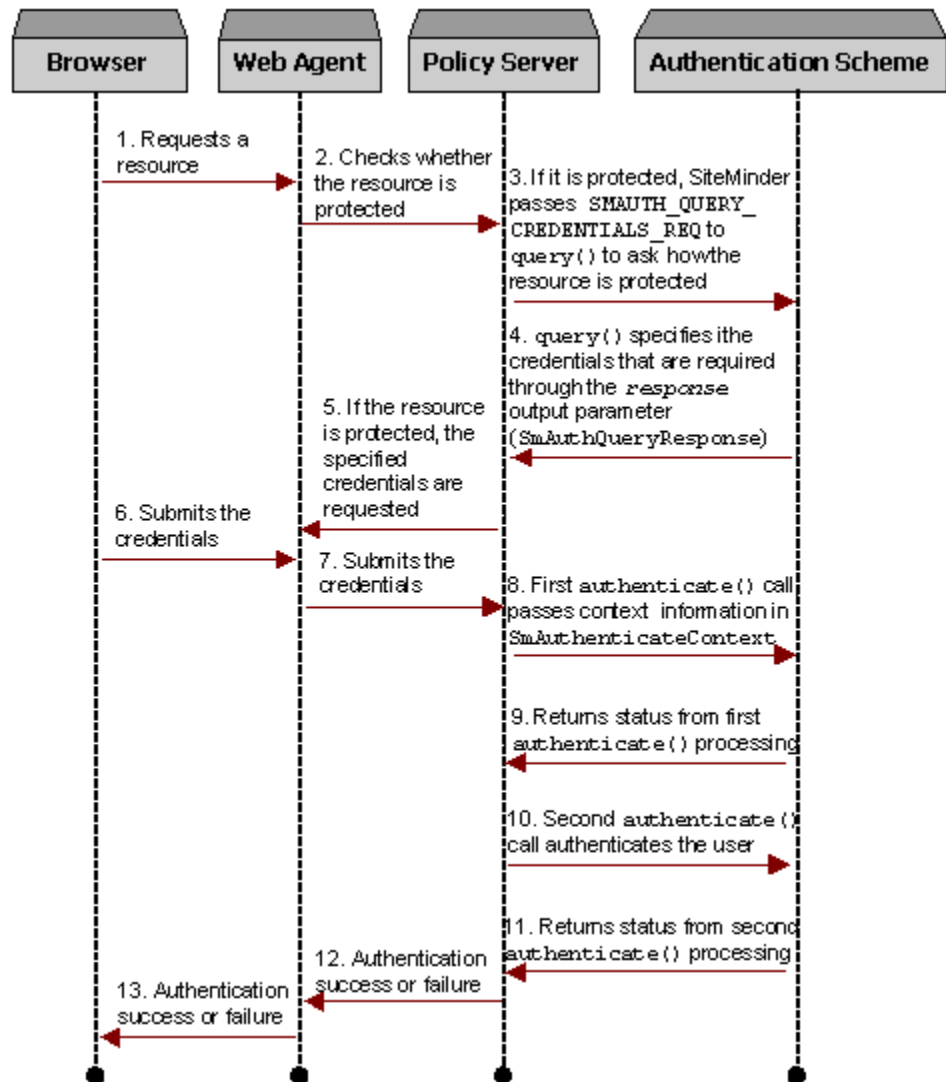 Browser
Web Agent
Policy Server
Authentication Scheme
1. Requests a
resource
2. Checks whether
the resource is
protected
3. If it is protected, SiteMinder
passes SMAUTH_QUERY_
CREDENTIALS_REQ to
query() to ask howthe
resource is protected
4. query() specifies ithe
credentials that are required
through the response
output parameter
(SmAuthQueryResponse)
5. If the resource
is protected, the
specified
credentials are
requested
6. Submits the
credentials
7. Submits the
credentials
8. First authenticate() call
passes context information in
SmAuthenticateContext
9. Returns status from first
authenticate() processing
10. Second authenticate()
call authenticates the user
11. Returns status from second
authenticate() processing
12. Authentication
success or failure
13. Authentication
success or failure